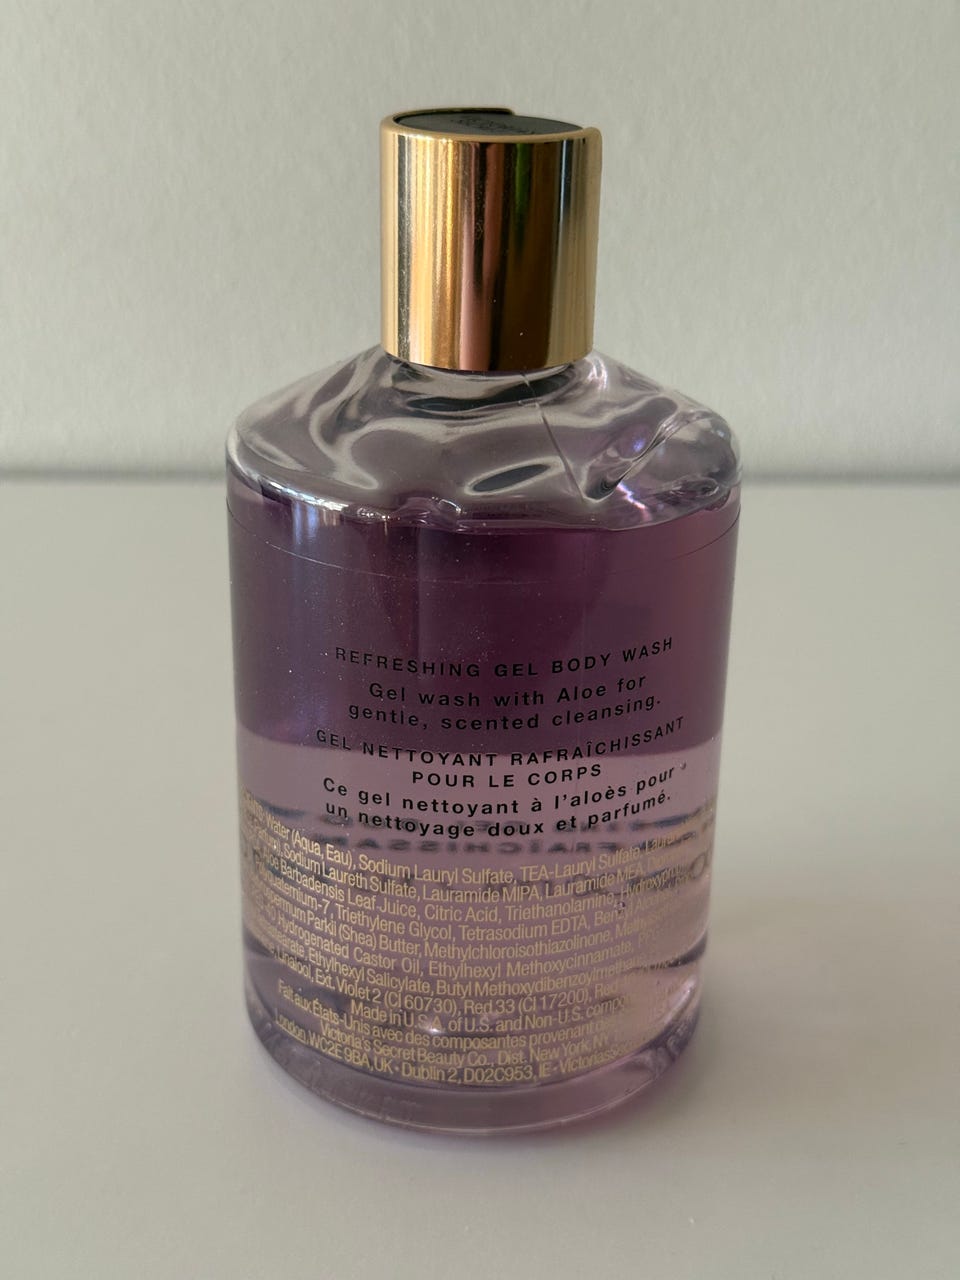 REFRESHING GEL BODY WASH
Gel wash with Aloe for
gentle, scented cleansing.
GEL NETTOYANT RAFRAÎCHISSANT
POUR LE CORPS
Ce gel nettoyant à l'aloès pour
un nettoyage doux et parfumé.
Water (Aqua, Eau), Sodium Lauryl Sulfate, TEA-Lauryl Sulfate,
Sodium Laureth Sulfate, Lauramide MIPA, Lauramide MEA,
Barbadensis Leaf Juice, Citric Acid, Triethanolamine,
Triethylene Glycol, Tetrasodium EDTA,
Parkii (Shea) Butter, Methylchloroisothiazolinone,
Hydrogenated Castor Oil, Ethylhexyl Methoxycinnamate,
Ethylhexyl Salicylate,
Linalool, Ext. Violet 2 (CI 60730), Red 33 (CI 17200),
Made in U.S.A. of U.S. and Non-U.S.
Fait aux États-Unis avec des composantes provenant des
Victoria's Secret Beauty Co., Dist. New York, NY
London, WC2E 9BA, UK • Dublin 2, D02C953, IE •